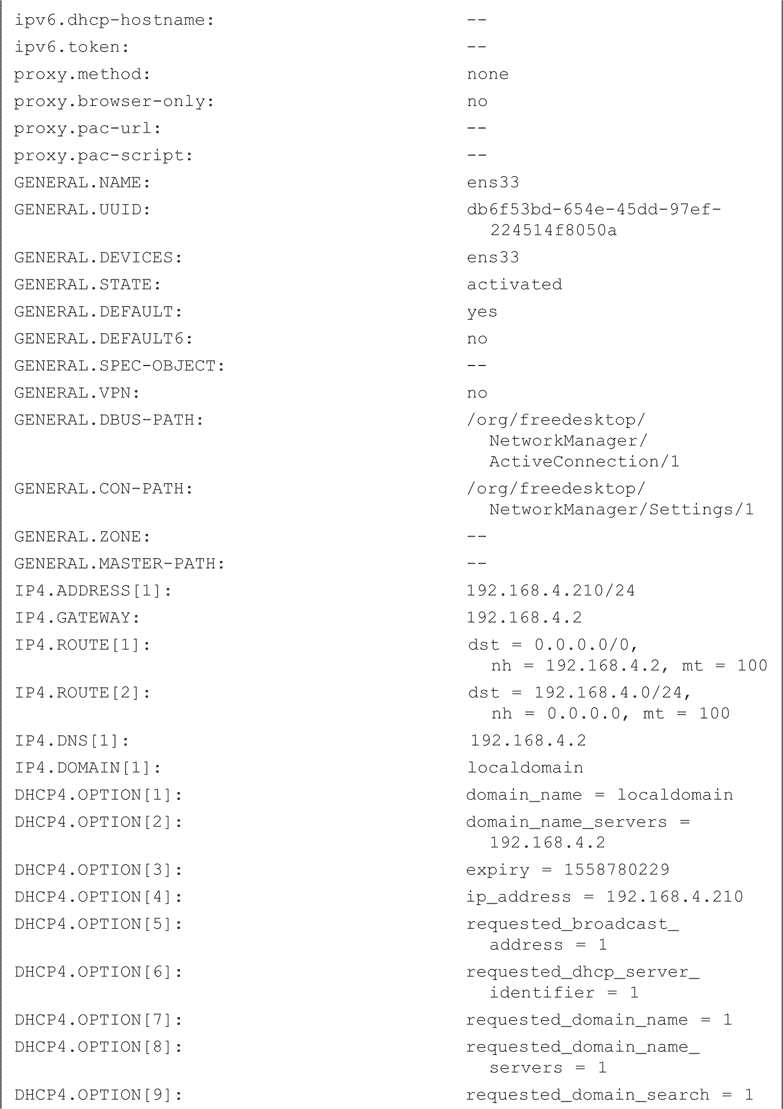 ipv6.dhcp-hostname: --
ipv6.token: --
proxy.method: none
proxy.browser-only: no
proxy.pac-url: --
proxy.pac-script: --
GENERAL.NAME: ens33
GENERAL.UUID: db6f53bd-654e-45dd-97ef-
224514f8050a
GENERAL.DEVICES: ens33
GENERAL.STATE: activated
GENERAL.DEFAULT: yes
GENERAL.DEFAULT6: no
GENERAL.SPEC-OBJECT: --
GENERAL.VPN: no
GENERAL.DBUS-PATH: /org/freedesktop/
NetworkManager/
ActiveConnection/1
GENERAL.CON-PATH: /org/freedesktop/
NetworkManager/Settings/1
GENERAL.ZONE: --
GENERAL.MASTER-PATH: --
IP4.ADDRESS[1]: 192.168.4.210/24
IP4.GATEWAY: 192.168.4.2
IP4.ROUTE[1]: dst = 0.0.0.0/0,
nh = 192.168.4.2, mt = 100
IP4.ROUTE[2]: dst = 192.168.4.0/24,
nh = 0.0.0.0, mt = 100
IP4.DNS[1]: 192.168.4.2
IP4.DOMAIN[1]: localdomain
DHCP4.OPTION[1]: domain_name = localdomain
DHCP4.OPTION[2]: domain_name_servers =
192.168.4.2
DHCP4.OPTION[3]: expiry = 1558780229
DHCP4.OPTION[4]: ip_address = 192.168.4.210
DHCP4.OPTION[5]: requested_broadcast_
address = 1
DHCP4.OPTION[6]: requested_dhcp_server_
identifier = 1
DHCP4.OPTION[7]: requested_domain_name = 1
DHCP4.OPTION[8]: requested_domain_name_
servers = 1
DHCP4.OPTION[9]: requested_domain_search = 1